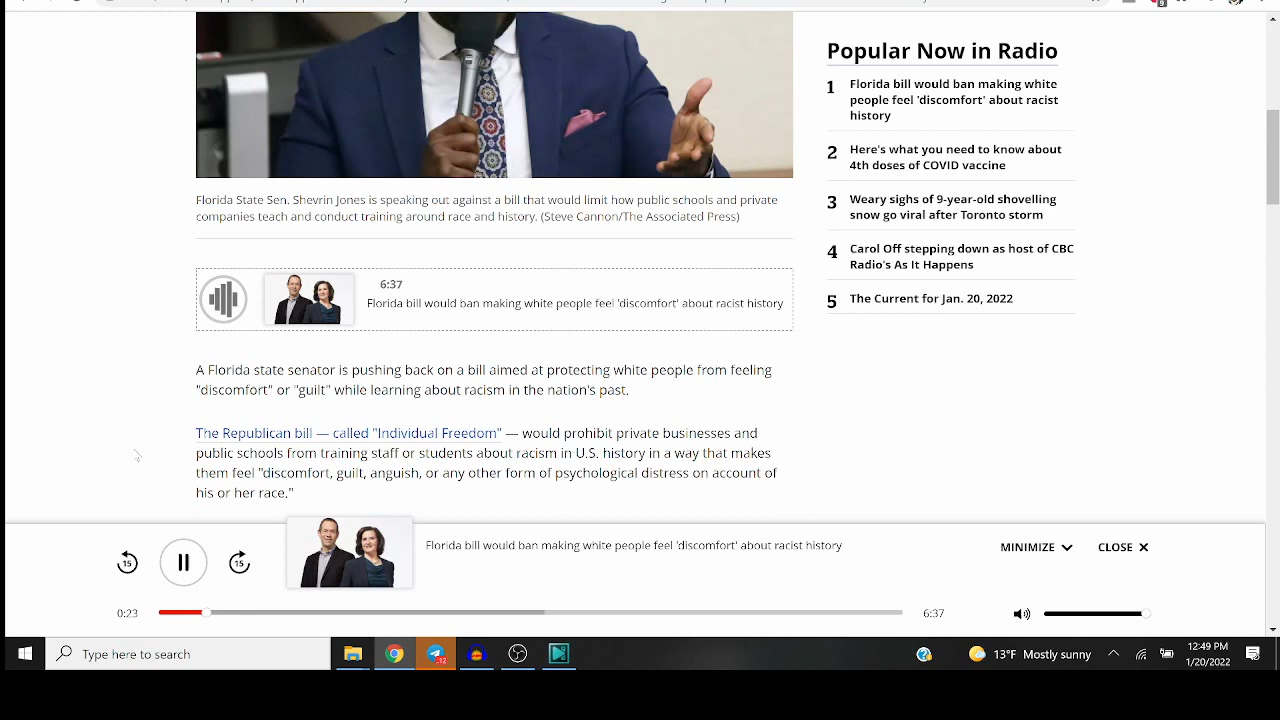 Florida State Sen. Shevrin Jones is speaking out against a bill that would limit how public schools and private
companies teach and conduct training around race and history. (Steve Cannon/The Associated Press)
6:37
Florida bill would ban making white people feel 'discomfort' about racist history
A Florida state senator is pushing back on a bill aimed at protecting white people from feeling
"discomfort" or "guilt" while learning about racism in the nation's past.
The Republican bill — called "Individual Freedom" — would prohibit private businesses and
public schools from training staff or students about racism in U.S. history in a way that makes
them feel "discomfort, guilt, anguish, or any other form of psychological distress on account of
his or her race."
Popular Now in Radio
1 Florida bill would ban making white
people feel 'discomfort' about racist
history
2 Here's what you need to know about
4th doses of COVID vaccine
3 Weary sighs of 9-year-old shovelling
snow go viral after Toronto storm
4 Carol Off stepping down as host of CBC
Radio's As It Happens
5 The Current for Jan. 20, 2022
15
15
Florida bill would ban making white people feel 'discomfort' about racist history
MINIMIZE
CLOSE
0:23
6:37
Type here to search
13°F Mostly sunny
12:49 PM
1/20/2022